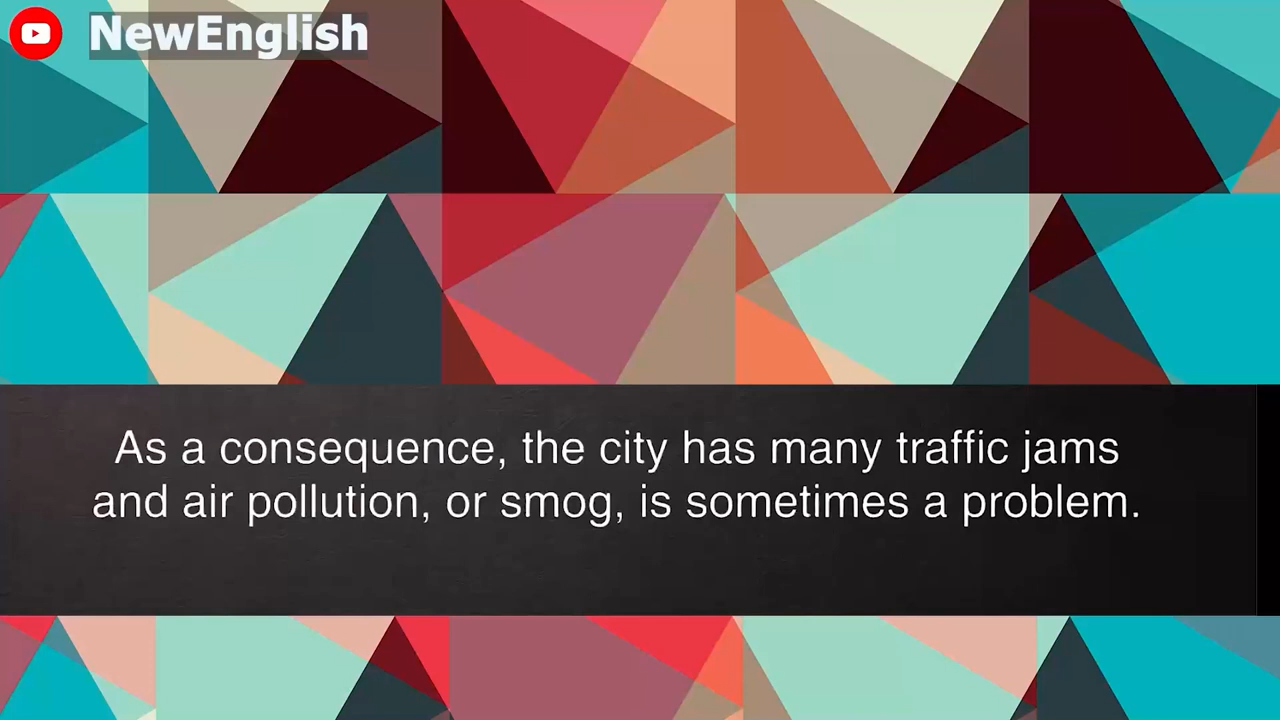 NewEnglish
As a consequence, the city has many traffic jams
and air pollution, or smog, is sometimes a problem.